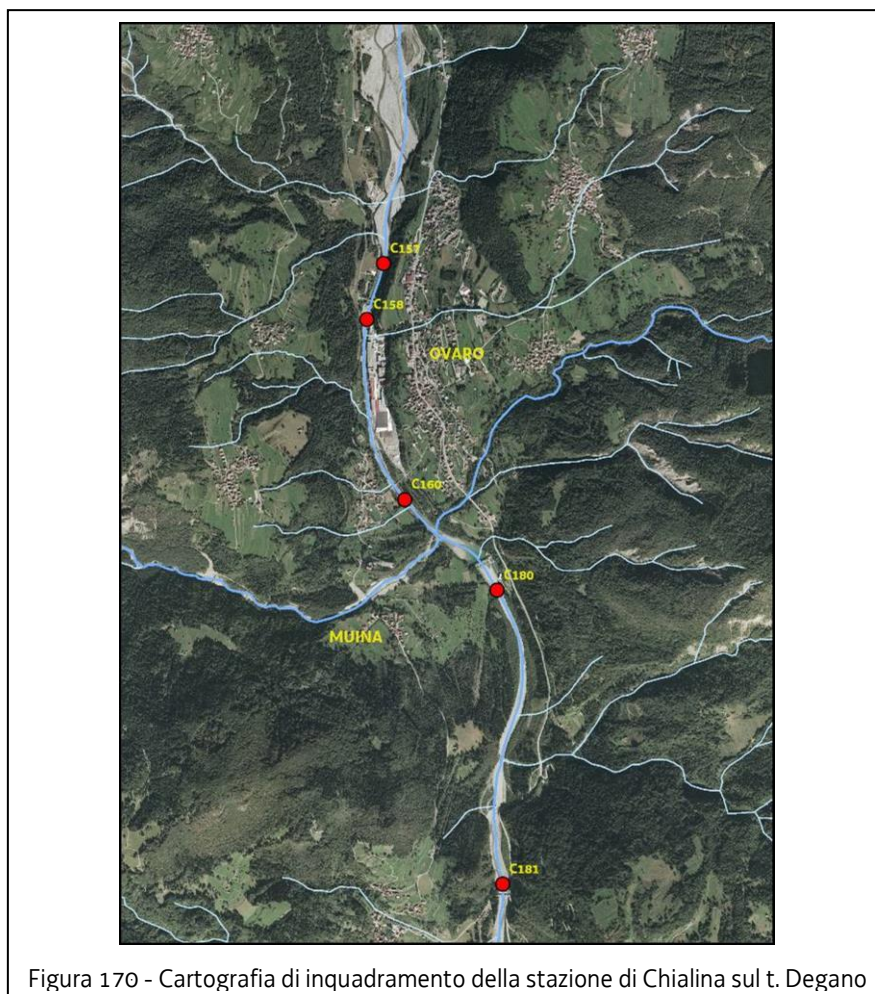 C157
C158
OVARO
C160
C180
MUINA
C181
Figura 170 - Cartografia di inquadramento della stazione di Chialina sul t. Degano